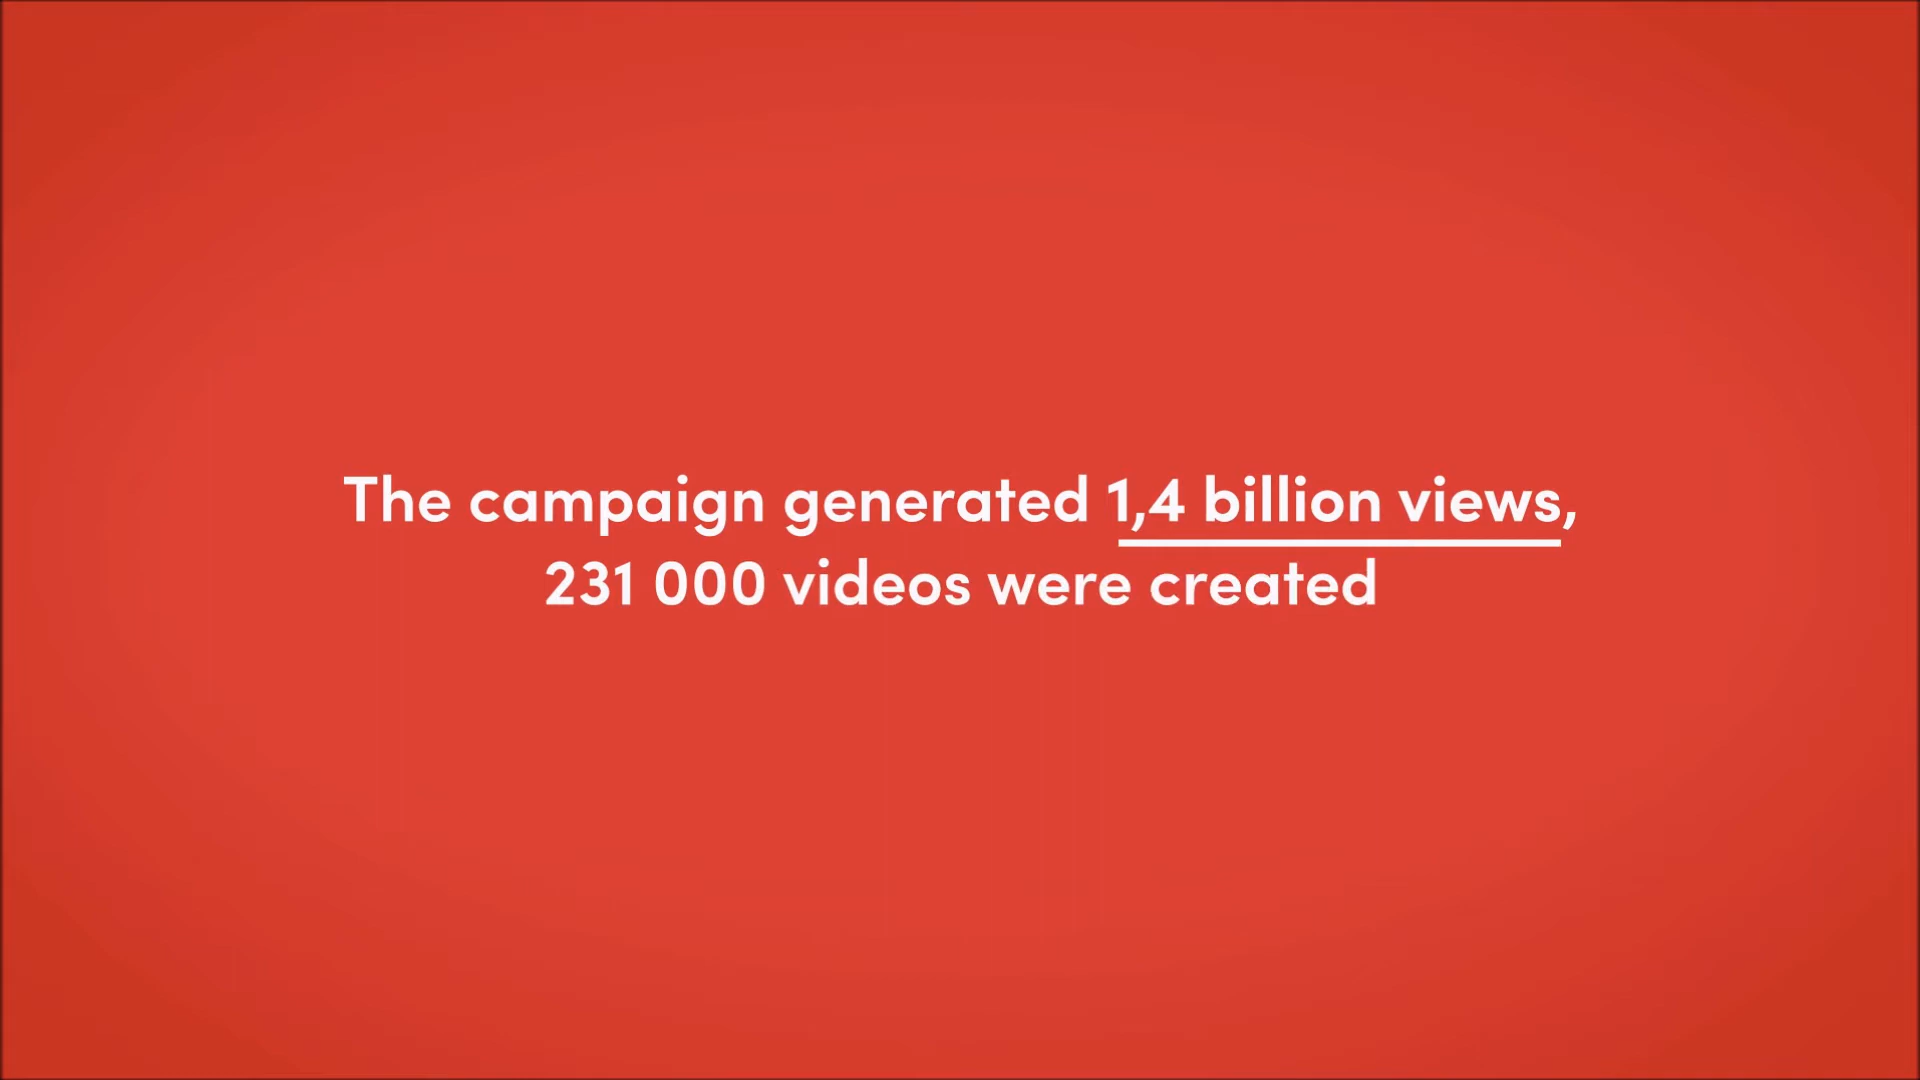 The campaign generated 1,4 billion views,
231 000 videos were created